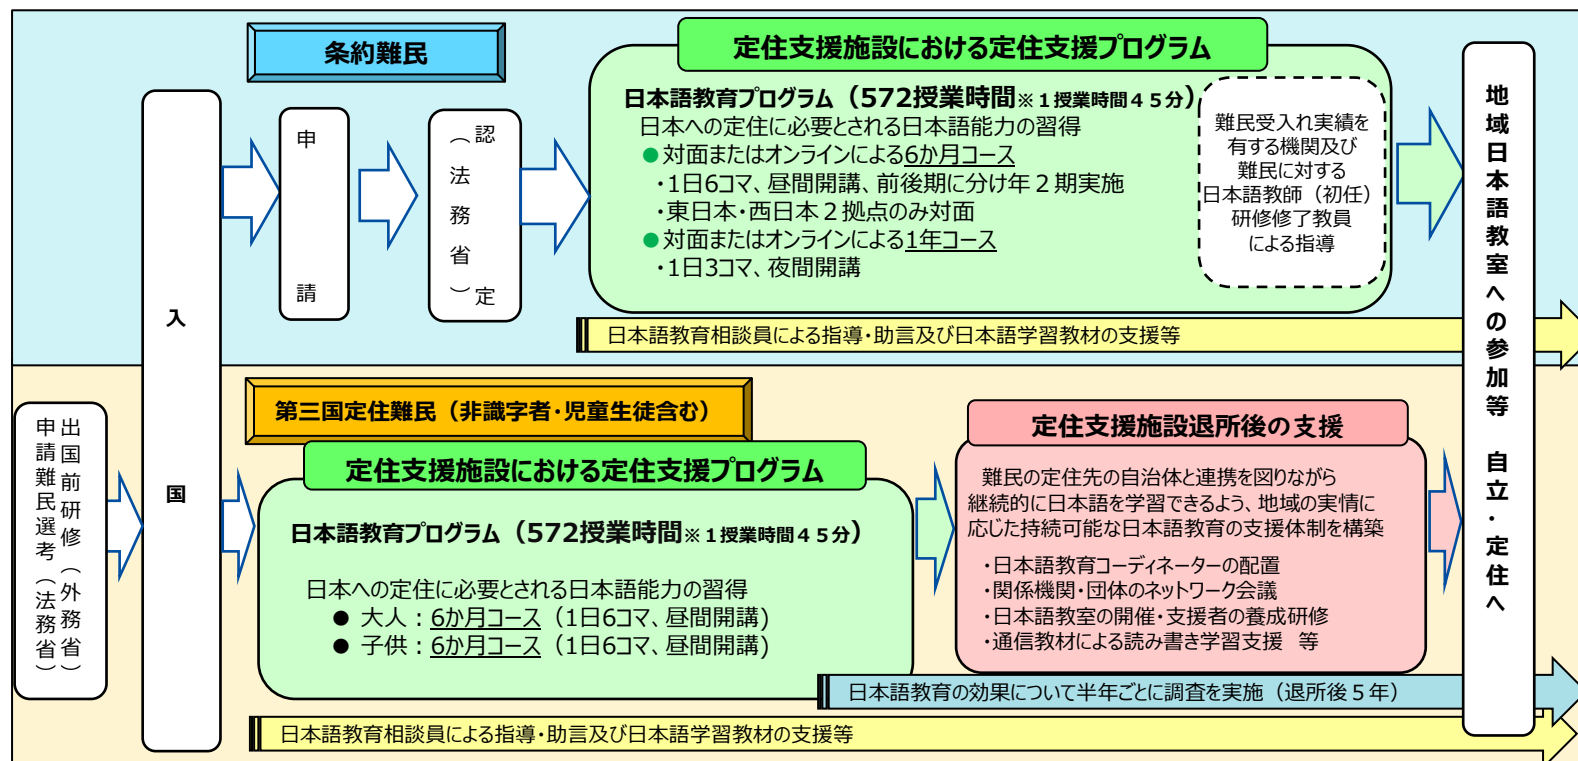 条約難民
定住支援施設における定住支援プログラム
日本語教育プログラム（572授業時間※１授業時間４５分）
日本への定住に必要とされる日本語能力の習得
●対面またはオンラインによる6か月コース
・1日6コマ、昼間開講、前後期に分け年２期実施
・東日本・西日本２拠点のみ対面
●対面またはオンラインによる1年コース
・1日3コマ、夜間開講
難民受入れ実績を
有する機関及び
難民に対する
日本語教師（初任）
研修修了教員
による指導
申請
認定
（法務省）
入国
日本語教育相談員による指導・助言及び日本語学習教材の支援等
地域日本語教室への参加等　自立・定住へ
第三国定住難民（非識字者・児童生徒含む）
出国前研修（外務省）
申請難民選考（法務省）
定住支援施設における定住支援プログラム
日本語教育プログラム（572授業時間※１授業時間４５分）
日本への定住に必要とされる日本語能力の習得
● 大人：6か月コース（1日6コマ、昼間開講)
● 子供：6か月コース（1日6コマ、昼間開講)
定住支援施設退所後の支援
難民の定住先の自治体と連携を図りながら
継続的に日本語を学習できるよう、地域の実情に
応じた持続可能な日本語教育の支援体制を構築
・日本語教育コーディネーターの配置
・関係機関・団体のネットワーク会議
・日本語教室の開催・支援者の養成研修
・通信教材による読み書き学習支援　等
日本語教育の効果について半年ごとに調査を実施（退所後５年）
日本語教育相談員による指導・助言及び日本語学習教材の支援等